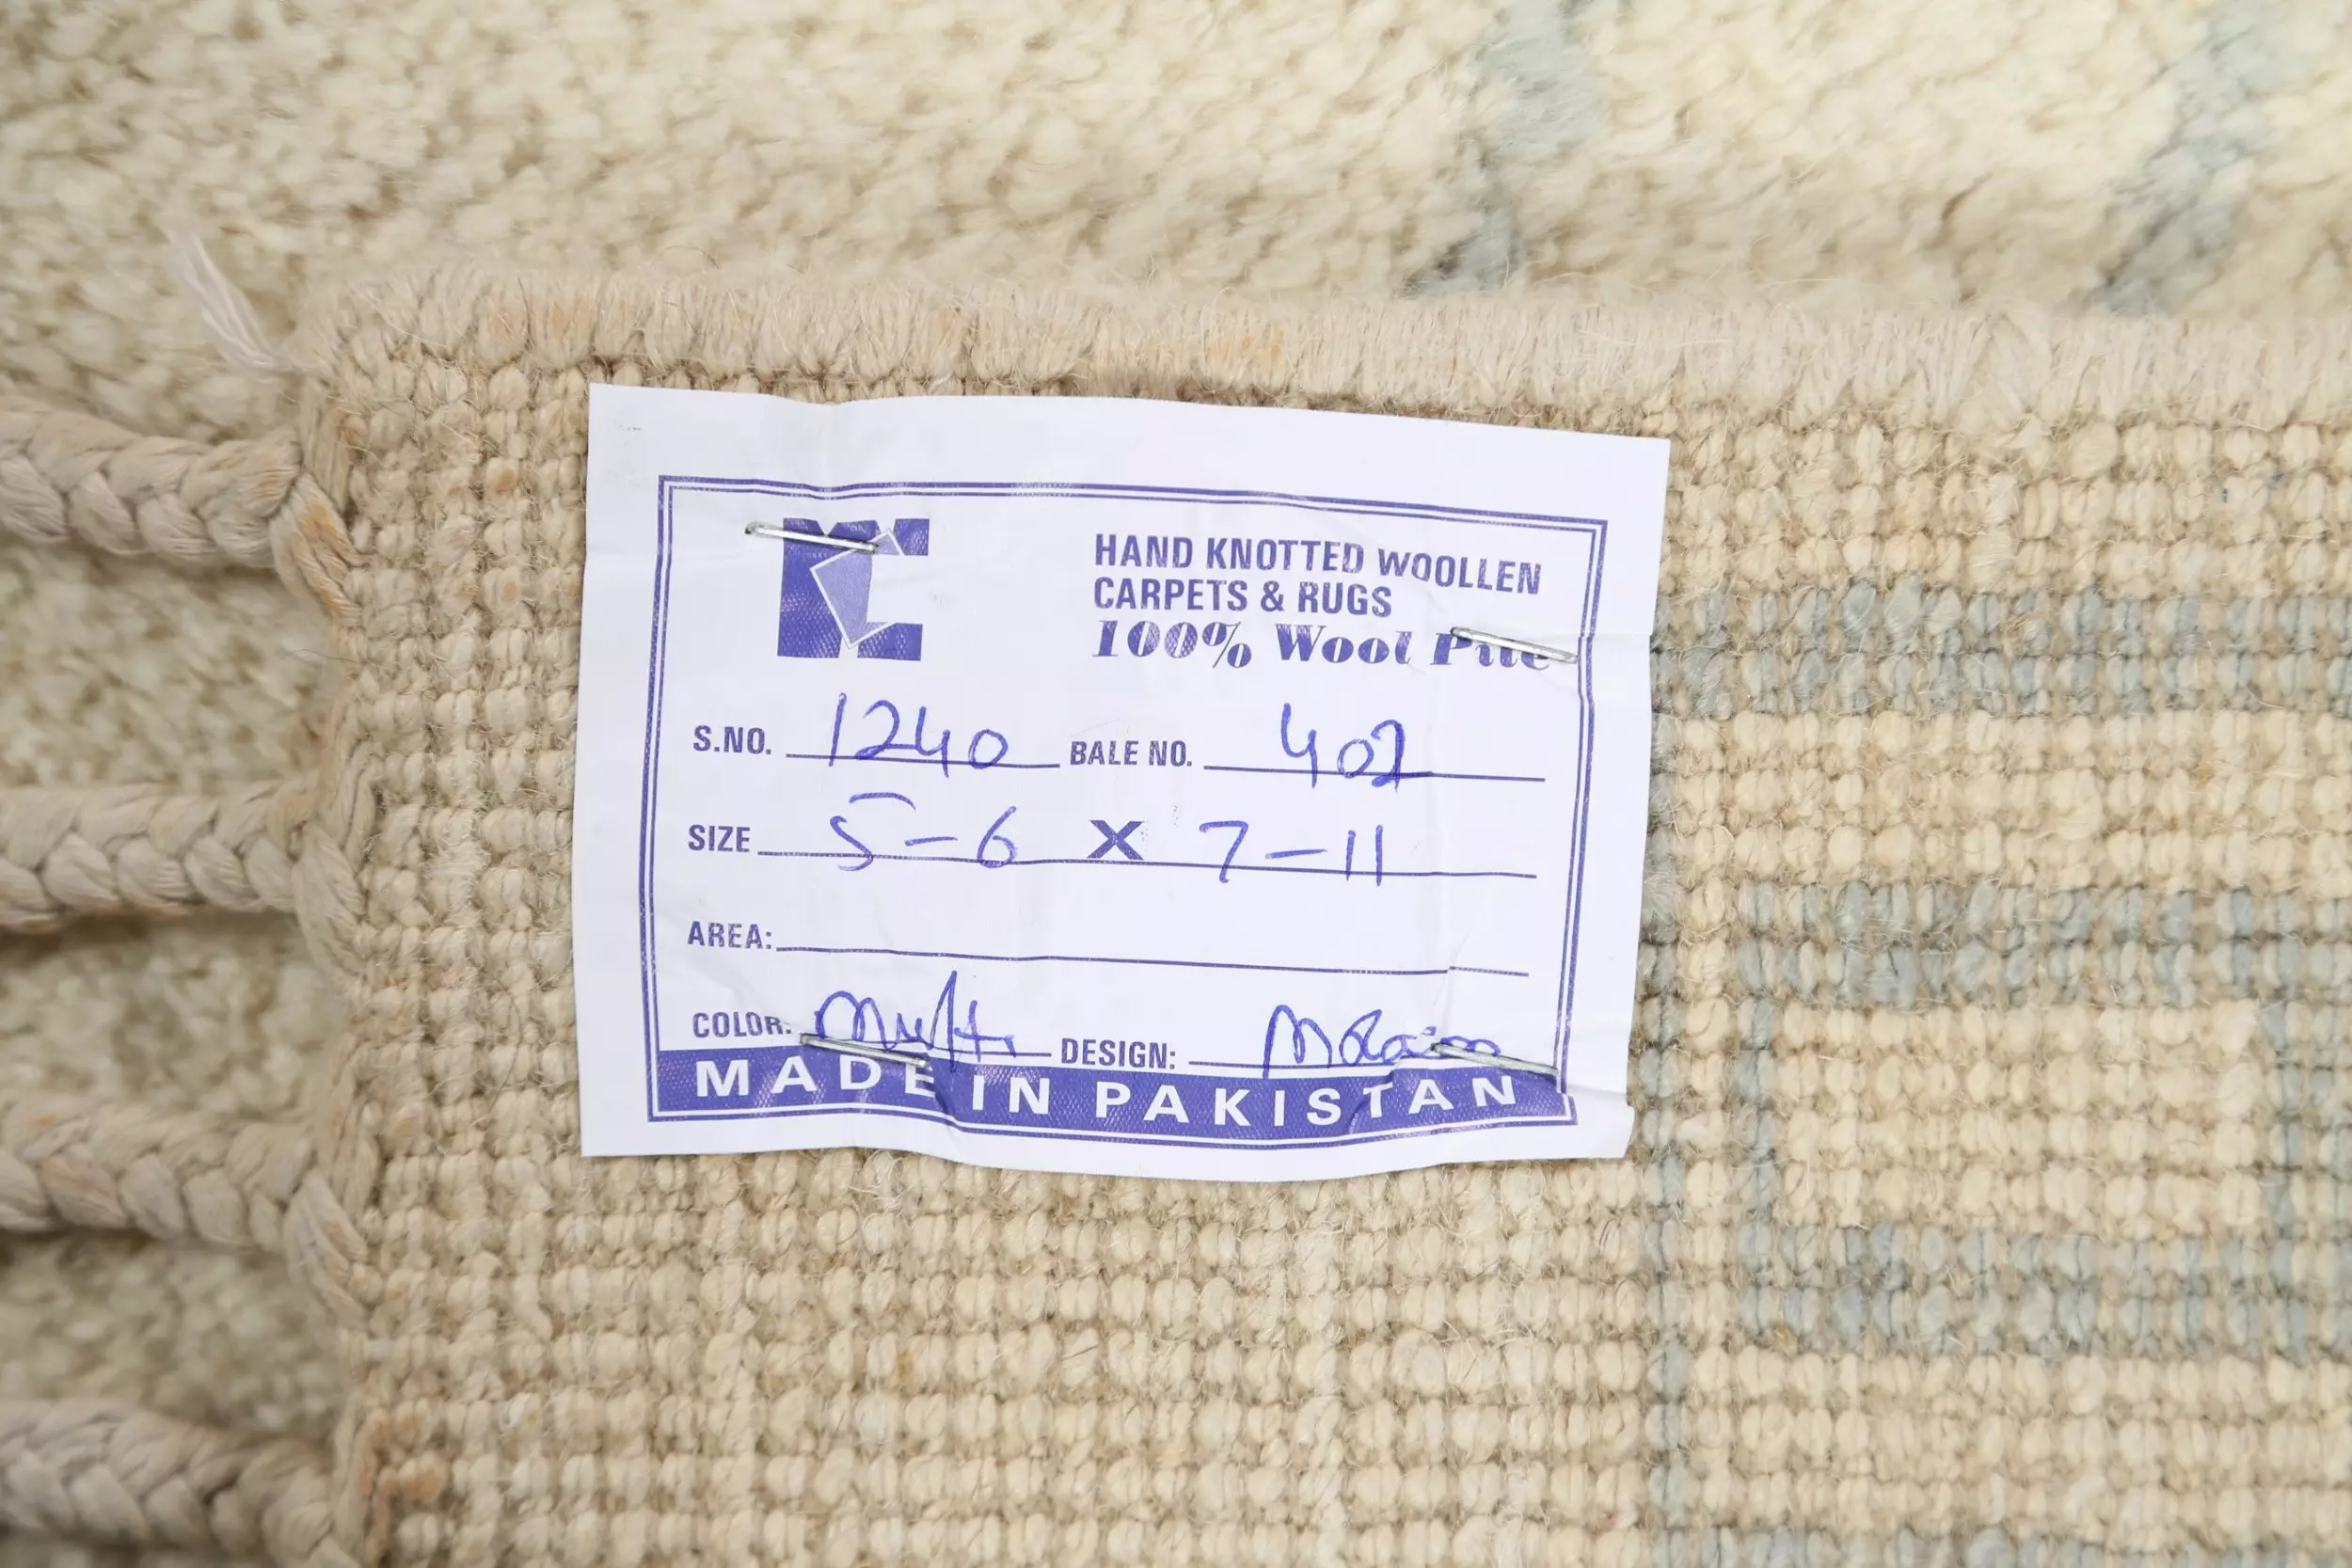 HAND KNOTTED WOOLLEN
CARPETS & RUGS
100% Wool Pile
S.NO. 1240 BALE NO. 402
SIZE 5-6 X 7-11
AREA:
COLOR: Multi DESIGN:
MADE IN PAKISTAN